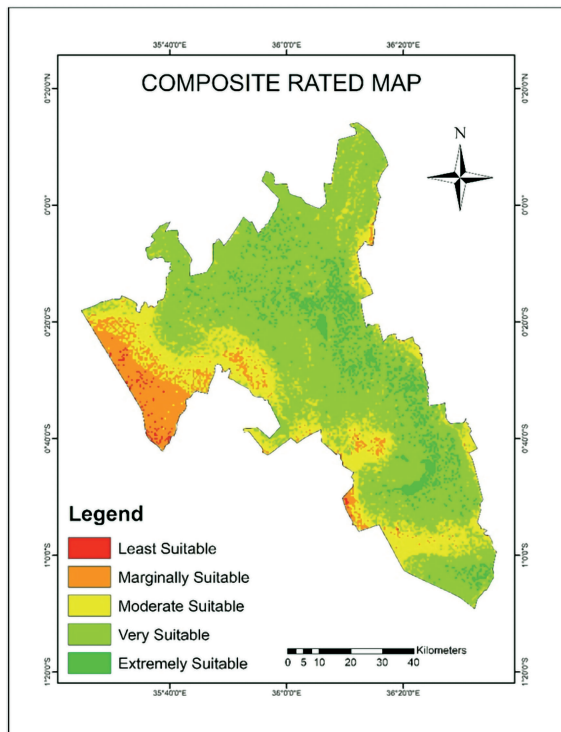 35°40'0"E 36°0'0"E 36°20'0"E
COMPOSITE RATED MAP
N
0°20'0"N
0°0'0"
0°20'0"S
0°40'0"S
1°0'0"S
1°20'0"S
0°20'0"N
0°0'0"
0°20'0"S
0°40'0"S
1°0'0"S
1°20'0"S
Legend
Least Suitable
Marginally Suitable
Moderate Suitable
Very Suitable
Extremely Suitable
Kilometers
0 5 10 20 30 40
35°40'0"E 36°0'0"E 36°20'0"E